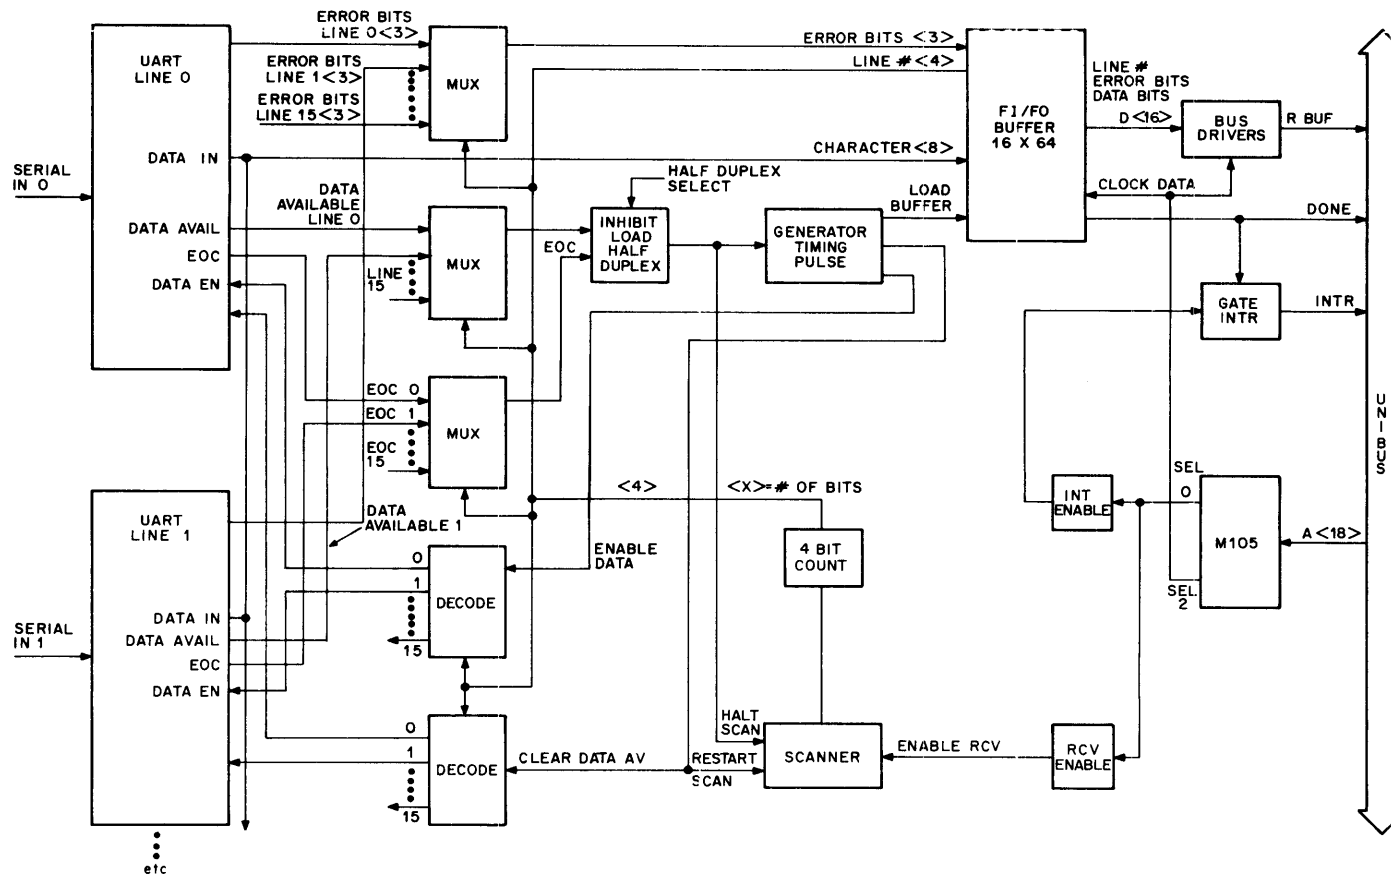 ERROR BITS
LINE 0<3>
ERROR BITS
LINE 1<3>
ERROR BITS
LINE 15<3>
UART
LINE 0
SERIAL
IN 0
DATA IN
DATA AVAIL
EOC
DATA EN
DATA
AVAILABLE
LINE 0
LINE
15
MUX
MUX
EOC 0
EOC 1
EOC
15
MUX
HALF DUPLEX
SELECT
EOC
INHIBIT
LOAD
HALF
DUPLEX
GENERATOR
TIMING
PULSE
ERROR BITS <3>
LINE #<4>
CHARACTER<8>
LOAD
BUFFER
FI/FO
BUFFER
16 X 64
LINE #
ERROR BITS
DATA BITS
D<16>
BUS
DRIVERS
R BUF
CLOCK DATA
DONE
GATE
INTR
INTR
UNIBUS
UART
LINE 1
SERIAL
IN 1
DATA IN
DATA AVAIL
EOC
DATA EN
DATA
AVAILABLE 1
0
1
15
DECODE
ENABLE
DATA
0
1
15
DECODE
CLEAR DATA AV
<4>
<X>=# OF BITS
4 BIT
COUNT
HALT
SCAN
RESTART
SCAN
SCANNER
ENABLE RCV
RCV
ENABLE
INT
ENABLE
SEL
0
SEL
2
M105
A<18>
etc